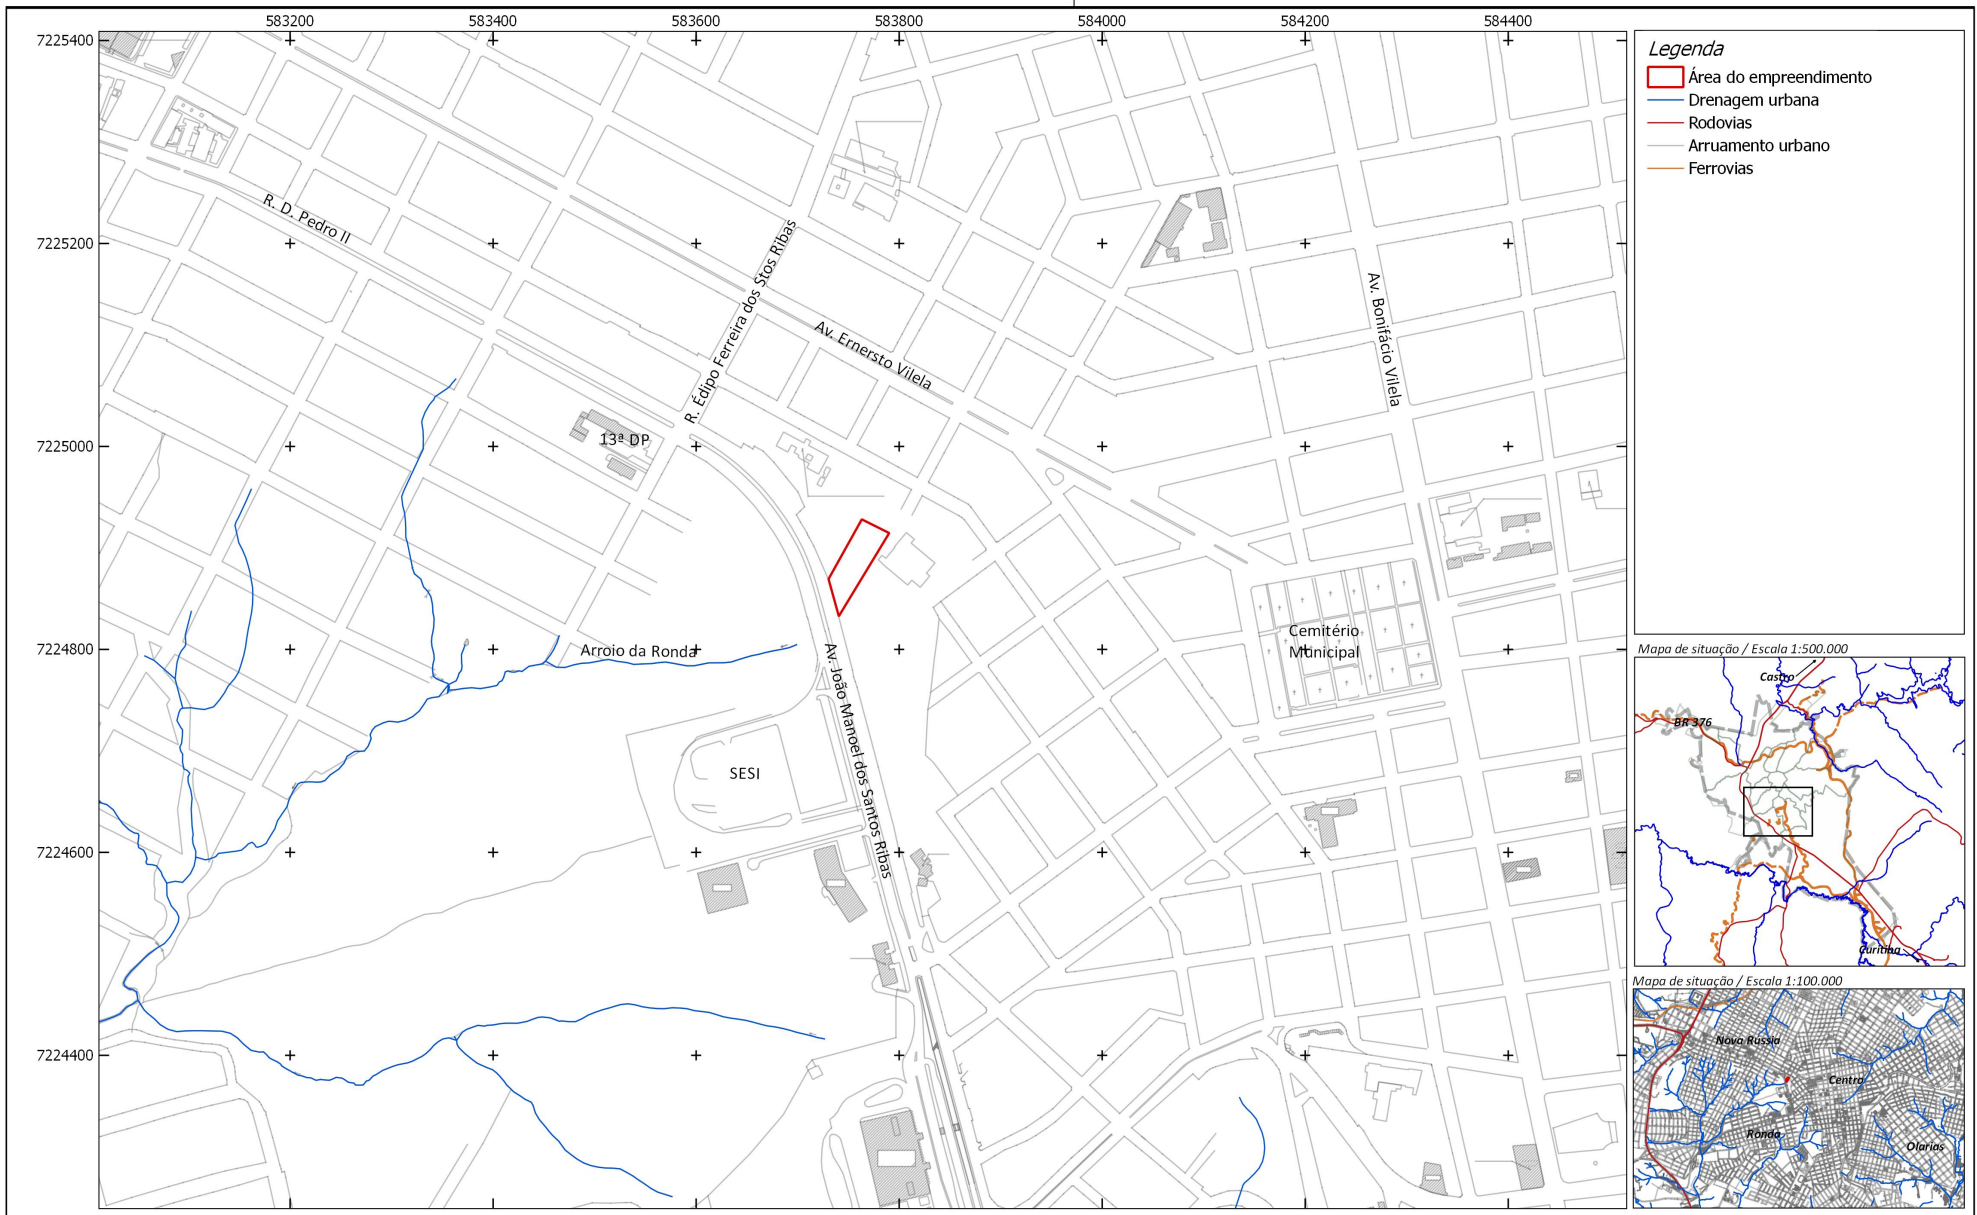 583200 583400 583600 583800 584000 584200 584400
7225400
7225200
7225000
7224800
7224600
7224400
R. D. Pedro II
R. Édipo Ferreira dos Stos Ribas
Av. Ernersto Vilela
Av. Bonifácio Vilela
13ª DP
Arroio da Ronda
Cemitério
Municipal
Av. João Manoel dos Santos Ribas
SESI
Legenda
Área do empreendimento
Drenagem urbana
Rodovias
Arruamento urbano
Ferrovias
Mapa de situação / Escala 1:500.000
Castro
BR 376
Curitiba
Mapa de situação / Escala 1:100.000
Nova Rússia
Centro
Ronda
Olarias